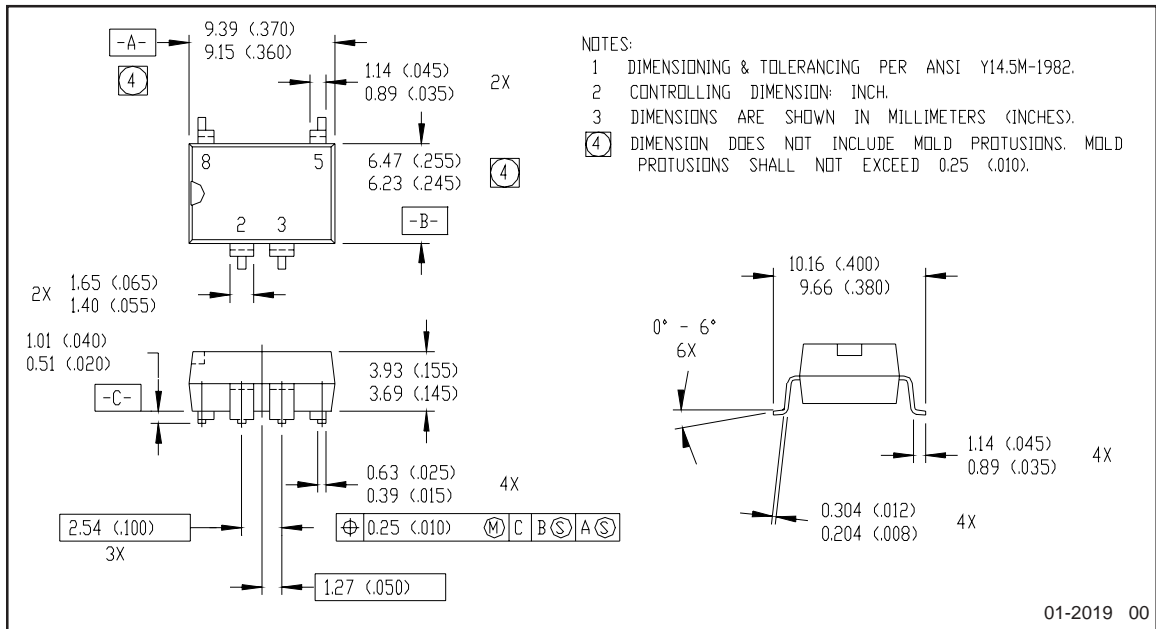 -A-
9.39 (.370)
9.15 (.360)
4
1.14 (.045)
0.89 (.035)
2X
8
5
6.47 (.255)
6.23 (.245)
4
2
3
-B-
2X
1.65 (.065)
1.40 (.055)
1.01 (.040)
0.51 (.020)
-C-
3.93 (.155)
3.69 (.145)
0.63 (.025)
0.39 (.015)
4X
2.54 (.100)
3X
⌖ 0.25 (.010) Ⓜ C B Ⓢ A Ⓢ
1.27 (.050)
NOTES:
1 DIMENSIONING & TOLERANCING PER ANSI Y14.5M-1982.
2 CONTROLLING DIMENSION: INCH.
3 DIMENSIONS ARE SHOWN IN MILLIMETERS (INCHES).
4 DIMENSION DOES NOT INCLUDE MOLD PROTUSIONS. MOLD
PROTUSIONS SHALL NOT EXCEED 0.25 (.010).
10.16 (.400)
9.66 (.380)
0° - 6°
6X
1.14 (.045)
0.89 (.035)
4X
0.304 (.012)
0.204 (.008)
4X
01-2019 00